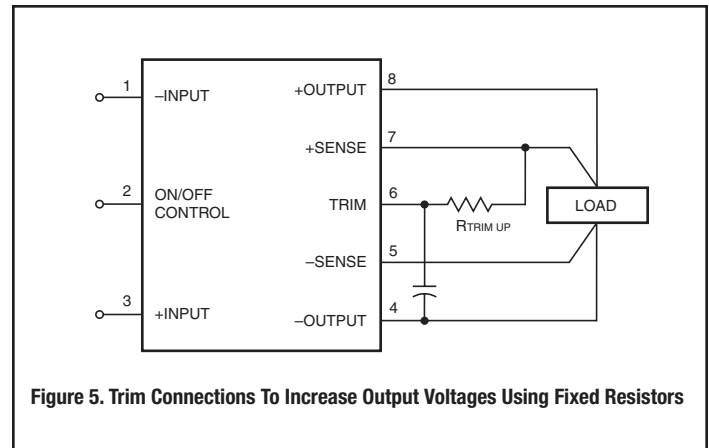 1
–INPUT
2
ON/OFF
CONTROL
3
+INPUT
+OUTPUT
8
+SENSE
7
TRIM
6
RTRIM UP
LOAD
–SENSE
5
–OUTPUT
4
Figure 5. Trim Connections To Increase Output Voltages Using Fixed Resistors